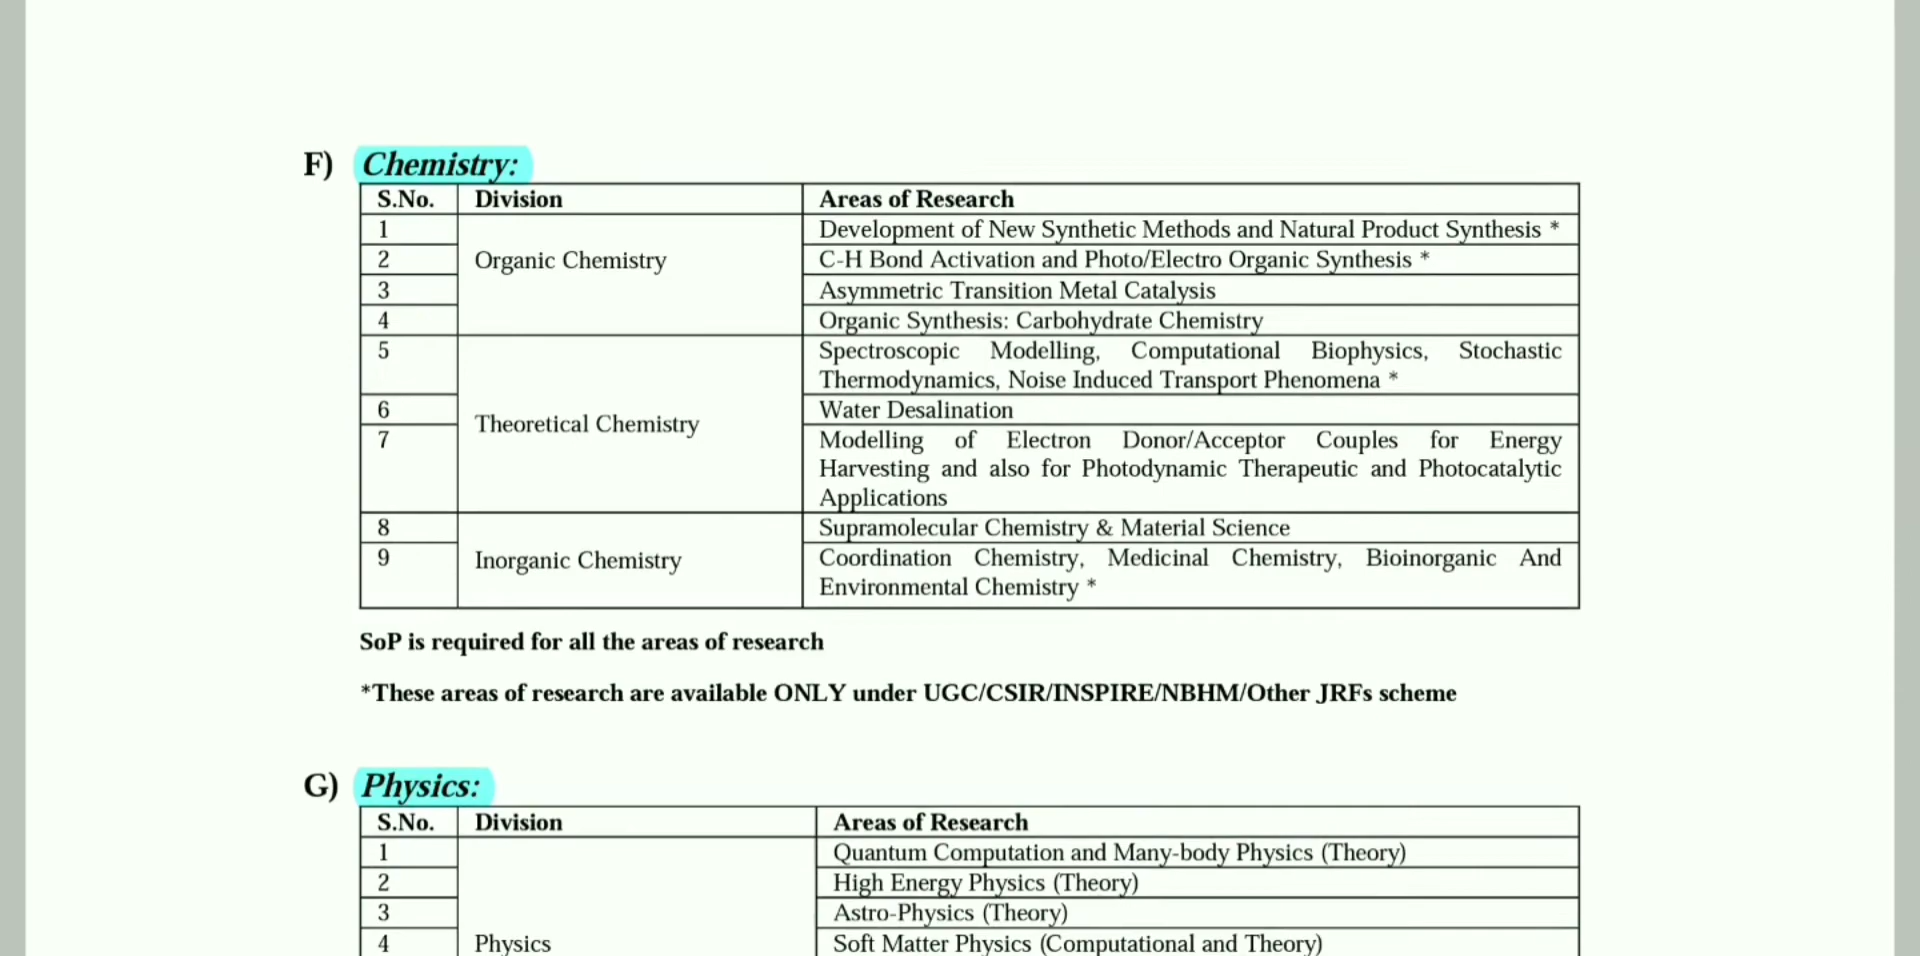 F) Chemistry:
S.No. Division Areas of Research
1 Development of New Synthetic Methods and Natural Product Synthesis *
2 Organic Chemistry C-H Bond Activation and Photo/Electro Organic Synthesis *
3 Asymmetric Transition Metal Catalysis
4 Organic Synthesis: Carbohydrate Chemistry
5 Spectroscopic Modelling, Computational Biophysics, Stochastic
Thermodynamics, Noise Induced Transport Phenomena *
6 Water Desalination
Theoretical Chemistry
7 Modelling of Electron Donor/Acceptor Couples for Energy
Harvesting and also for Photodynamic Therapeutic and Photocatalytic
Applications
8 Supramolecular Chemistry & Material Science
9 Inorganic Chemistry Coordination Chemistry, Medicinal Chemistry, Bioinorganic And
Environmental Chemistry *
SoP is required for all the areas of research
*These areas of research are available ONLY under UGC/CSIR/INSPIRE/NBHM/Other JRFs scheme
G) Physics:
S.No. Division Areas of Research
1 Quantum Computation and Many-body Physics (Theory)
2 High Energy Physics (Theory)
3 Astro-Physics (Theory)
4 Physics Soft Matter Physics (Computational and Theory)